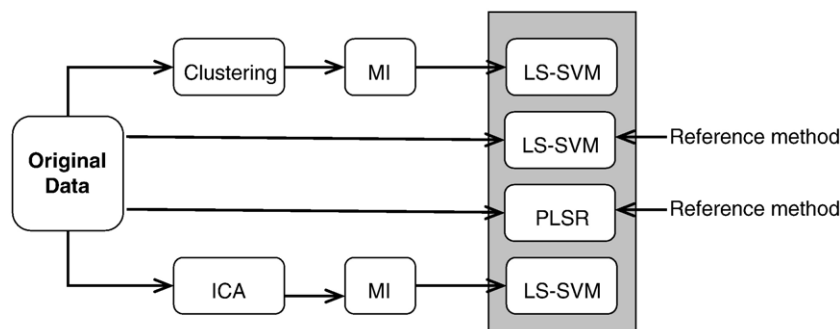 Clustering
MI
LS-SVM
Original
Data
LS-SVM
Reference method
PLSR
Reference method
ICA
MI
LS-SVM